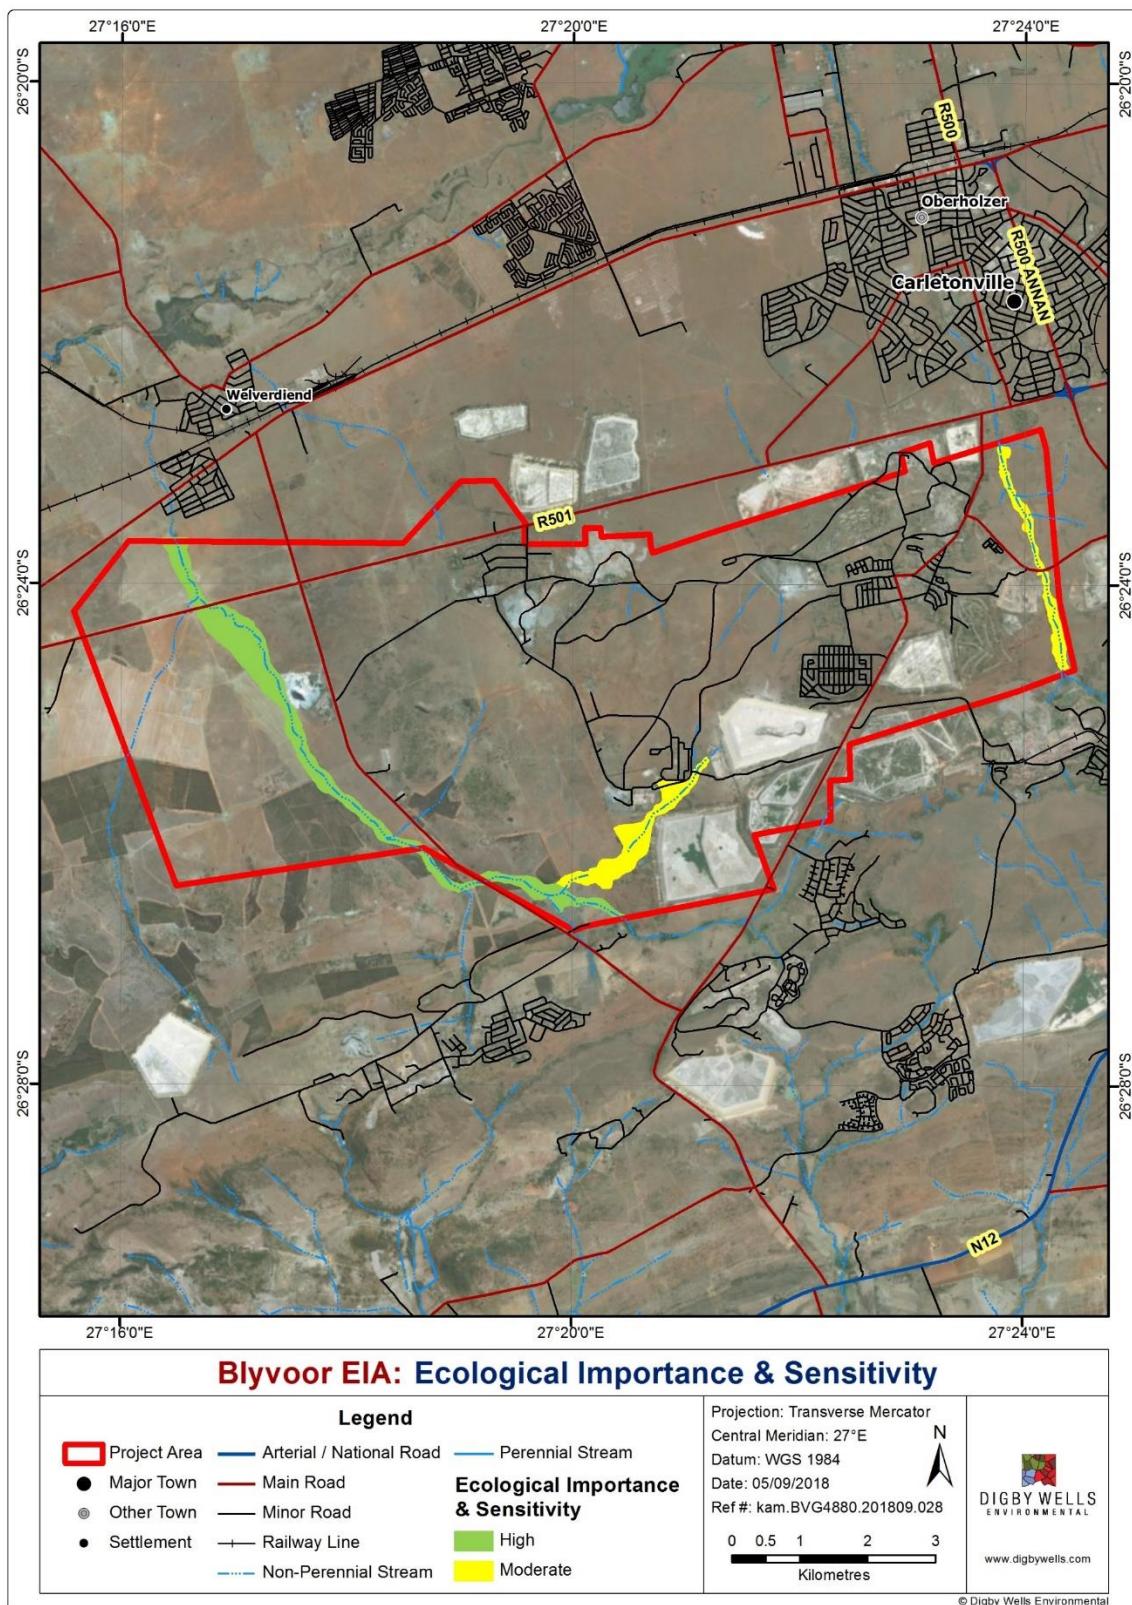 27°16'0"E
27°20'0"E
27°24'0"E
26°20'0"S
26°20'0"S
R500
Oberholzer
R500 ANNAN
Carletonville
Welverdiend
R501
26°24'0"S
26°24'0"S
26°28'0"S
26°28'0"S
N12
27°16'0"E
27°20'0"E
27°24'0"E
Blyvoor EIA: Ecological Importance & Sensitivity
Legend
Project Area
Major Town
Other Town
Settlement
Arterial / National Road
Main Road
Minor Road
Railway Line
Non-Perennial Stream
Perennial Stream
Ecological Importance
& Sensitivity
High
Moderate
Projection: Transverse Mercator
Central Meridian: 27°E
Datum: WGS 1984
Date: 05/09/2018
Ref #: kam.BVG4880.201809.028
N
0 0.5 1 2 3
Kilometres
DIGBY WELLS
ENVIRONMENTAL
www.digbywells.com
© Digby Wells Environmental